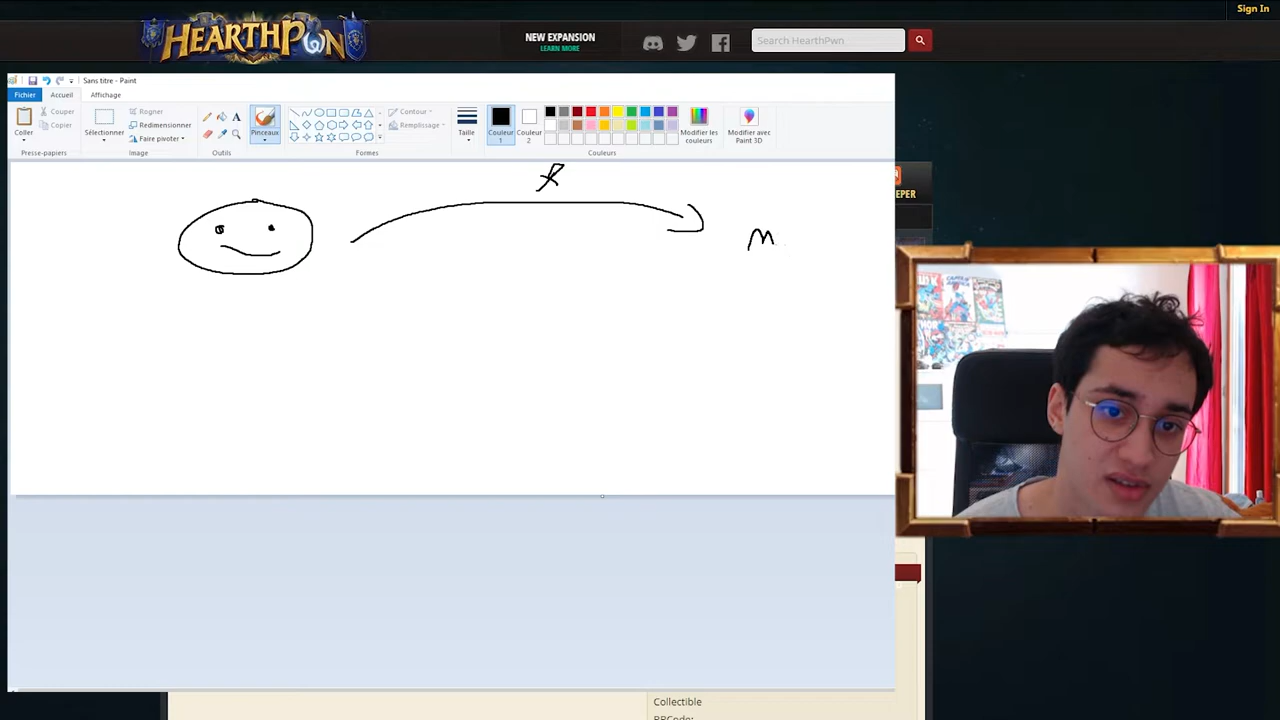 Sign In
HEARTHPWN
NEW EXPANSION
LEARN MORE
Search HearthPwn
Sans titre - Paint
Fichier
Accueil
Affichage
Coller
Couper
Copier
Presse-papiers
Sélectionner
Rogner
Redimensionner
Faire pivoter
Image
A
Outils
Pinceaux
Contour
Remplissage
Formes
Taille
Couleur 1
Couleur 2
Modifier les couleurs
Couleurs
Modifier avec Paint 3D
EPER
M
Collectible
BBCode: